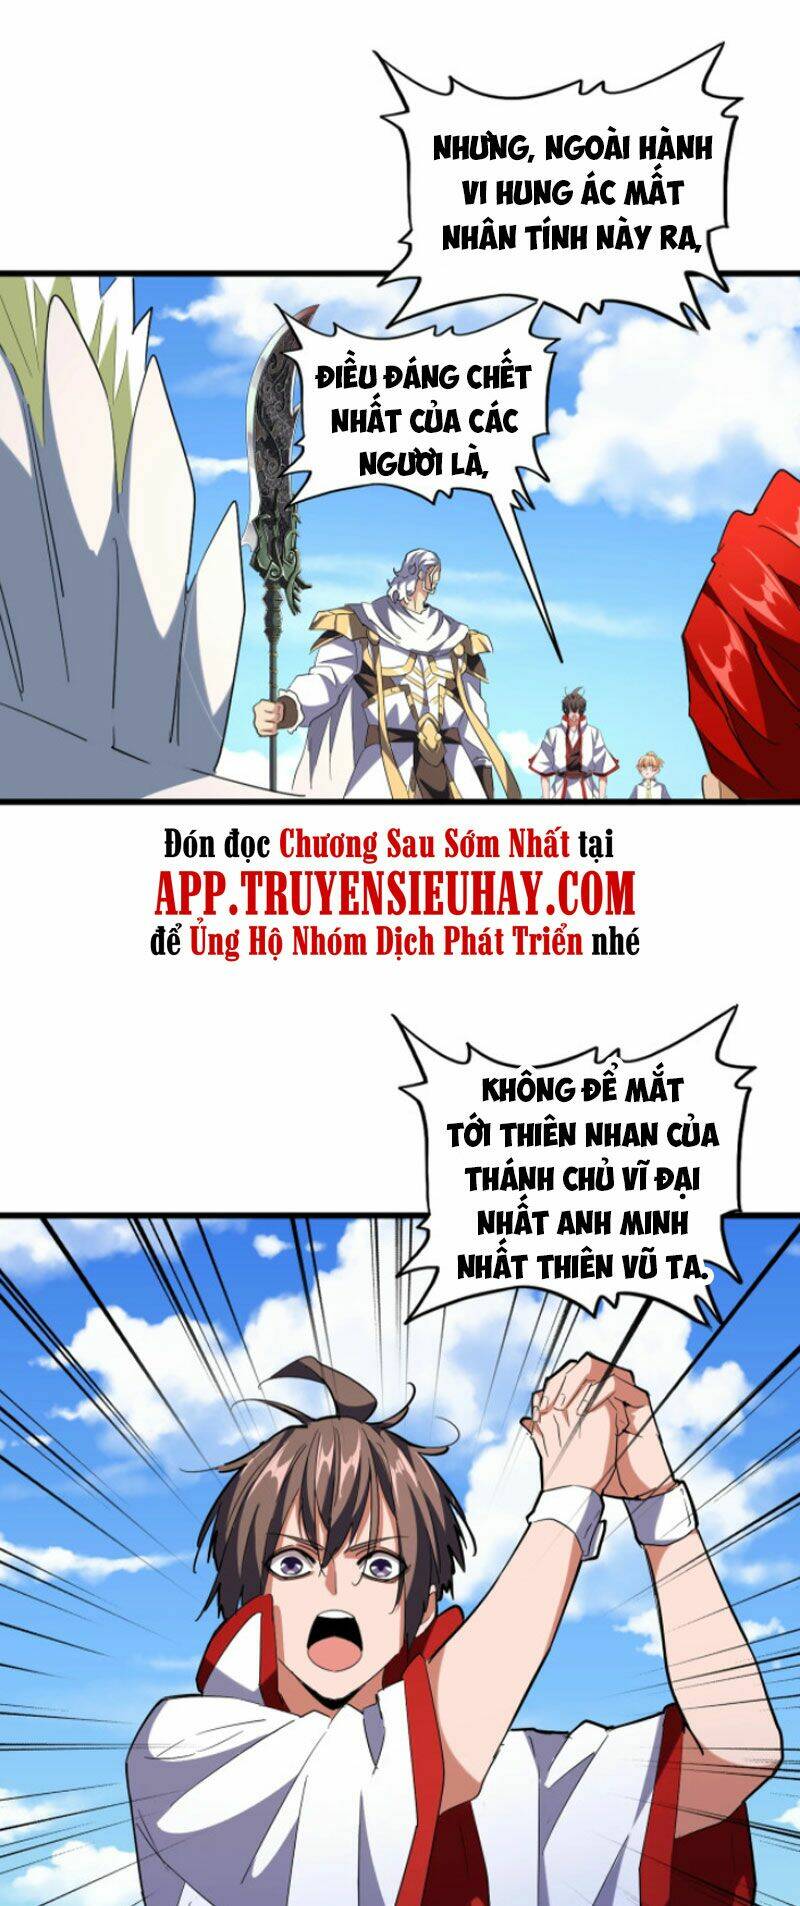 NHƯNG, NGOÀI HÀNH
VI HUNG ÁC MẤT
NHÂN TÍNH NÀY RA,
ĐIỀU ĐÁNG CHẾT
NHẤT CỦA CÁC
NGƯƠI LÀ,
Đón đọc Chương Sau Sớm Nhất tại
APP.TRUYENSIEUHAY.COM
để Ủng Hộ Nhóm Dịch Phát Triển nhé
KHÔNG ĐỂ MẮT
TỚI THIÊN NHAN CỦA
THÁNH CHỦ VĨ ĐẠI
NHẤT ANH MINH
NHẤT THIÊN VŨ TA.